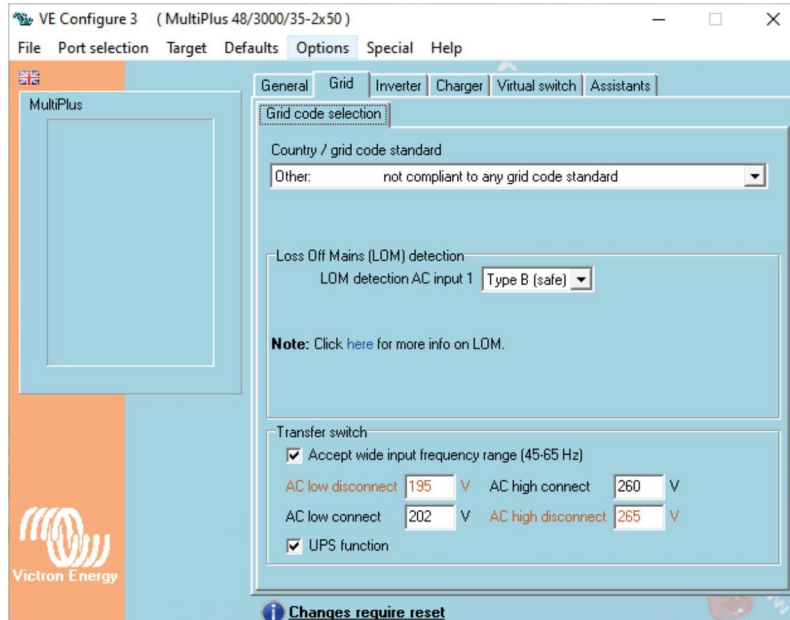 VE Configure 3 (MultiPlus 48/3000/35-2x50)
File Port selection Target Defaults Options Special Help
MultiPlus
General Grid Inverter Charger Virtual switch Assistants
Grid code selection
Country / grid code standard
Other: not compliant to any grid code standard
Loss Off Mains (LOM) detection
LOM detection AC input 1 Type B (safe)
Note: Click here for more info on LOM.
Transfer switch
Accept wide input frequency range (45-65 Hz)
AC low disconnect 195 V AC high connect 260 V
AC low connect 202 V AC high disconnect 265 V
UPS function
Victron Energy
Changes require reset